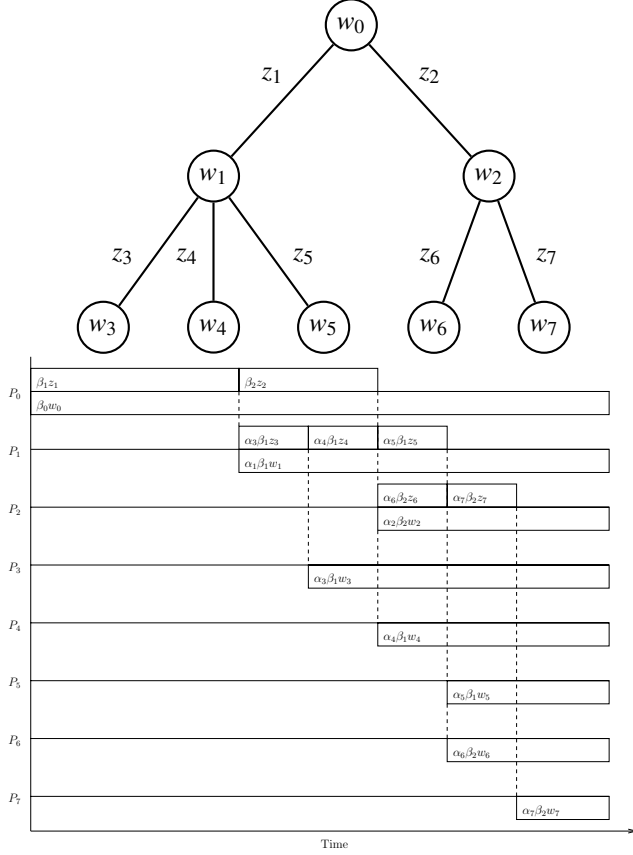 w₀
z₁ z₂
w₁ w₂
z₃ z₄ z₅ z₆ z₇
w₃ w₄ w₅ w₆ w₇
β₁z₁ β₂z₂
P₀
β₀w₀
α₃β₁z₃ α₄β₁z₄ α₅β₁z₅
P₁
α₁β₁w₁
α₆β₂z₆ α₇β₂z₇
P₂
α₂β₂w₂
P₃
α₃β₁w₃
P₄
α₄β₁w₄
P₅
α₅β₁w₅
P₆
α₆β₂w₆
P₇
α₇β₂w₇
Time